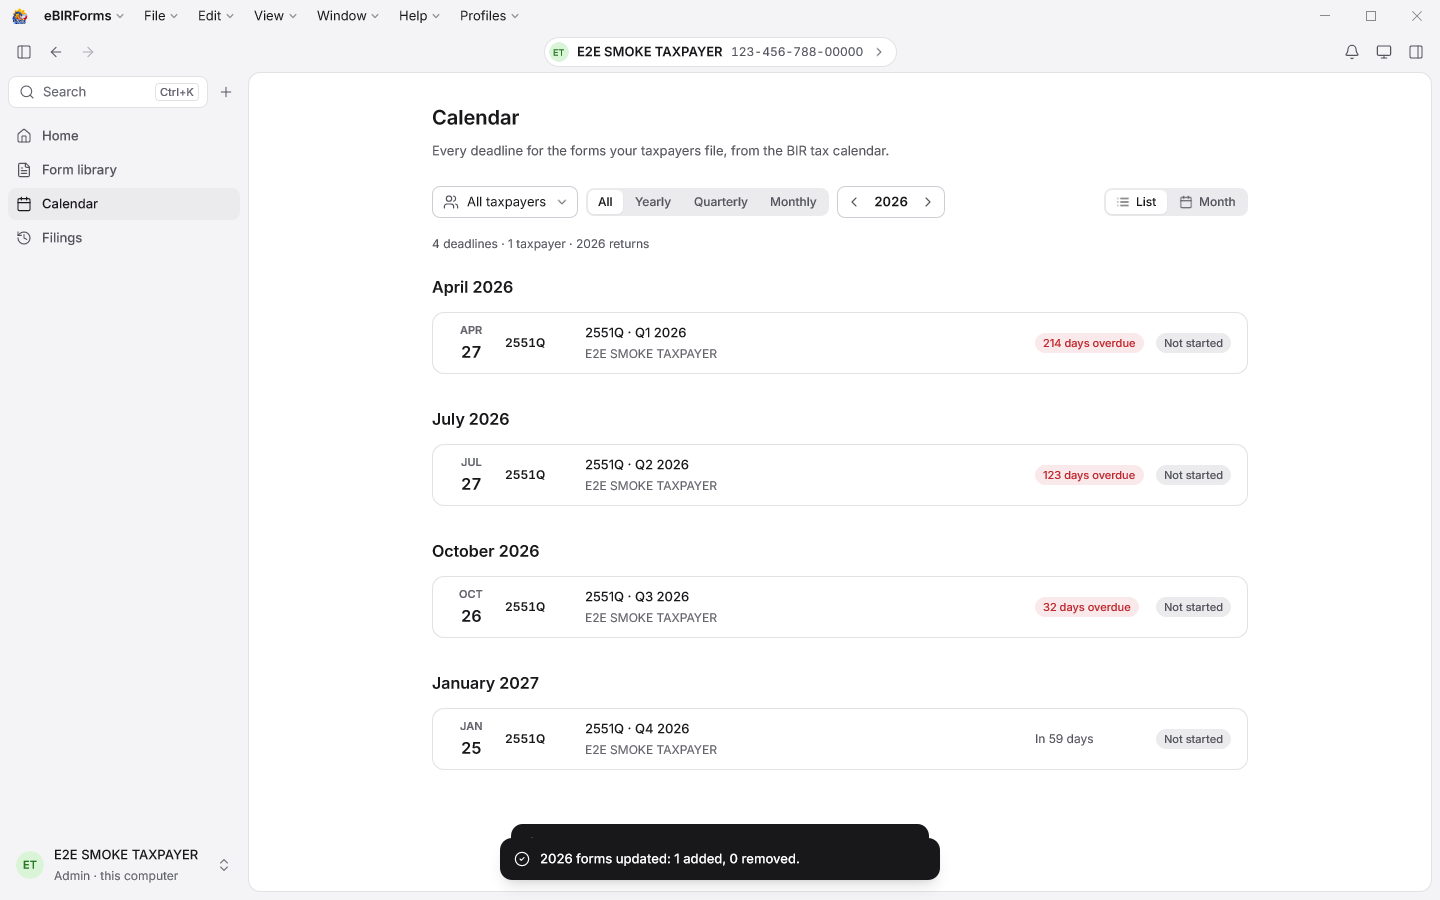 eBIRForms File Edit View Window Help Profiles
ET E2E SMOKE TAXPAYER 123-456-788-00000
Search Ctrl+K
Home
Form library
Calendar
Filings
Calendar
Every deadline for the forms your taxpayers file, from the BIR tax calendar.
All taxpayers All Yearly Quarterly Monthly 2026 List Month
4 deadlines · 1 taxpayer · 2026 returns
April 2026
APR
27
2551Q
2551Q · Q1 2026
E2E SMOKE TAXPAYER
214 days overdue Not started
July 2026
JUL
27
2551Q
2551Q · Q2 2026
E2E SMOKE TAXPAYER
123 days overdue Not started
October 2026
OCT
26
2551Q
2551Q · Q3 2026
E2E SMOKE TAXPAYER
32 days overdue Not started
January 2027
JAN
25
2551Q
2551Q · Q4 2026
E2E SMOKE TAXPAYER
In 59 days Not started
2026 forms updated: 1 added, 0 removed.
ET
E2E SMOKE TAXPAYER
Admin · this computer